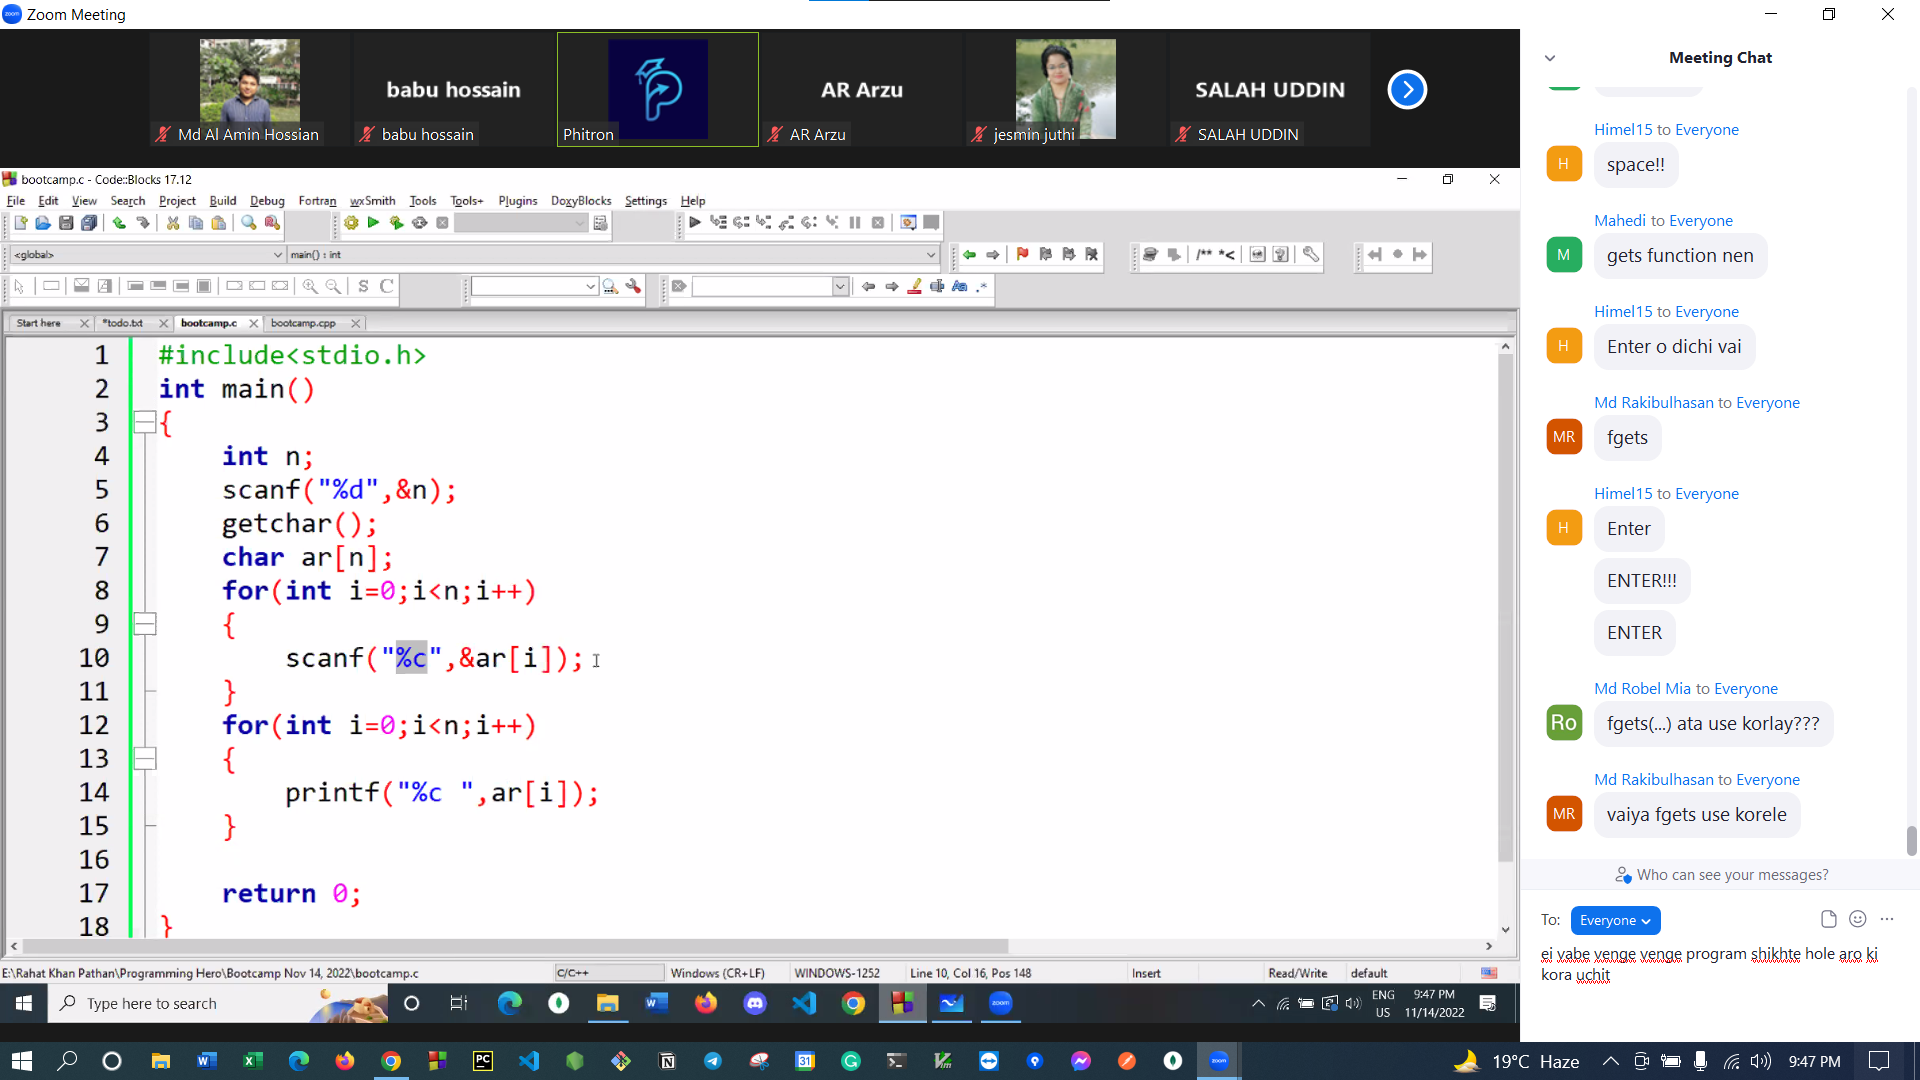 Zoom Meeting
babu hossain
AR Arzu
SALAH UDDIN
Md Al Amin Hossian
babu hossain
Phitron
AR Arzu
jesmin juthi
SALAH UDDIN
bootcamp.c - Code::Blocks 17.12
File Edit View Search Project Build Debug Fortran wxSmith Tools Tools+ Plugins DoxyBlocks Settings Help
<global>
main() : int
/** *<
S C
Start here
*todo.txt
bootcamp.c
bootcamp.cpp
1 #include<stdio.h>
2 int main()
3 {
4 int n;
5 scanf("%d",&n);
6 getchar();
7 char ar[n];
8 for(int i=0;i<n;i++)
9 {
10 scanf("%c",&ar[i]);
11 }
12 for(int i=0;i<n;i++)
13 {
14 printf("%c ",ar[i]);
15 }
16
17 return 0;
18 }
E:\Rahat Khan Pathan\Programming Hero\Bootcamp Nov 14, 2022\bootcamp.c
C/C++
Windows (CR+LF)
WINDOWS-1252
Line 10, Col 16, Pos 148
Insert
Read/Write
default
Type here to search
ENG
US
9:47 PM
11/14/2022
Meeting Chat
Himel15 to Everyone
H
space!!
Mahedi to Everyone
M
gets function nen
Himel15 to Everyone
H
Enter o dichi vai
Md Rakibulhasan to Everyone
MR
fgets
Himel15 to Everyone
H
Enter
ENTER!!!
ENTER
Md Robel Mia to Everyone
Ro
fgets(...) ata use korlay???
Md Rakibulhasan to Everyone
MR
vaiya fgets use korele
Who can see your messages?
To: Everyone
ei vabe venge venge program shikhte hole aro ki
kora uchit
19°C Haze
9:47 PM